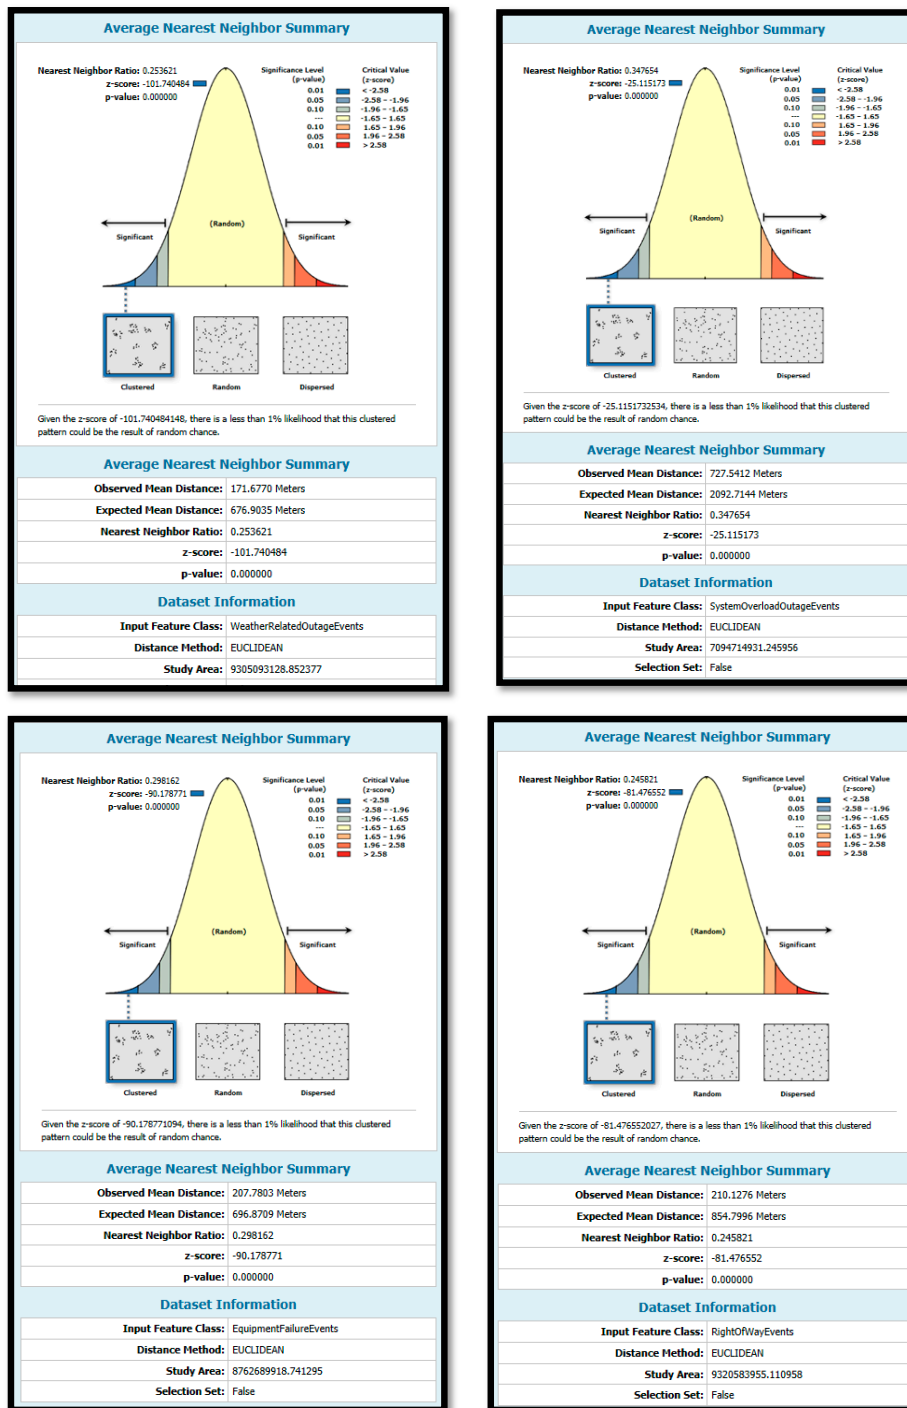 Average Nearest Neighbor Summary
Nearest Neighbor Ratio: 0.253621
z-score: -101.740484
p-value: 0.000000
Significance Level
(p-value)
Critical Value
(z-score)
0.01 < -2.58
0.05 -2.58 - -1.96
0.10 -1.96 - -1.65
--- -1.65 - 1.65
0.10 1.65 - 1.96
0.05 1.96 - 2.58
0.01 > 2.58
(Random)
Significant
Significant
Clustered
Random
Dispersed
Given the z-score of -101.740484148, there is a less than 1% likelihood that this clustered
pattern could be the result of random chance.
Average Nearest Neighbor Summary
Observed Mean Distance: 171.6770 Meters
Expected Mean Distance: 676.9035 Meters
Nearest Neighbor Ratio: 0.253621
z-score: -101.740484
p-value: 0.000000
Dataset Information
Input Feature Class: WeatherRelatedOutageEvents
Distance Method: EUCLIDEAN
Study Area: 9305093128.852377
Average Nearest Neighbor Summary
Nearest Neighbor Ratio: 0.347654
z-score: -25.115173
p-value: 0.000000
Significance Level
(p-value)
Critical Value
(z-score)
0.01 < -2.58
0.05 -2.58 - -1.96
0.10 -1.96 - -1.65
--- -1.65 - 1.65
0.10 1.65 - 1.96
0.05 1.96 - 2.58
0.01 > 2.58
(Random)
Significant
Significant
Clustered
Random
Dispersed
Given the z-score of -25.1151732534, there is a less than 1% likelihood that this clustered
pattern could be the result of random chance.
Average Nearest Neighbor Summary
Observed Mean Distance: 727.5412 Meters
Expected Mean Distance: 2092.7144 Meters
Nearest Neighbor Ratio: 0.347654
z-score: -25.115173
p-value: 0.000000
Dataset Information
Input Feature Class: SystemOverloadOutageEvents
Distance Method: EUCLIDEAN
Study Area: 7094714931.245956
Selection Set: False
Average Nearest Neighbor Summary
Nearest Neighbor Ratio: 0.298162
z-score: -90.178771
p-value: 0.000000
Significance Level
(p-value)
Critical Value
(z-score)
0.01 < -2.58
0.05 -2.58 - -1.96
0.10 -1.96 - -1.65
--- -1.65 - 1.65
0.10 1.65 - 1.96
0.05 1.96 - 2.58
0.01 > 2.58
(Random)
Significant
Significant
Clustered
Random
Dispersed
Given the z-score of -90.178771094, there is a less than 1% likelihood that this clustered
pattern could be the result of random chance.
Average Nearest Neighbor Summary
Observed Mean Distance: 207.7803 Meters
Expected Mean Distance: 696.8709 Meters
Nearest Neighbor Ratio: 0.298162
z-score: -90.178771
p-value: 0.000000
Dataset Information
Input Feature Class: EquipmentFailureEvents
Distance Method: EUCLIDEAN
Study Area: 8762689918.741295
Selection Set: False
Average Nearest Neighbor Summary
Nearest Neighbor Ratio: 0.245821
z-score: -81.476552
p-value: 0.000000
Significance Level
(p-value)
Critical Value
(z-score)
0.01 < -2.58
0.05 -2.58 - -1.96
0.10 -1.96 - -1.65
--- -1.65 - 1.65
0.10 1.65 - 1.96
0.05 1.96 - 2.58
0.01 > 2.58
(Random)
Significant
Significant
Clustered
Random
Dispersed
Given the z-score of -81.476552027, there is a less than 1% likelihood that this clustered
pattern could be the result of random chance.
Average Nearest Neighbor Summary
Observed Mean Distance: 210.1276 Meters
Expected Mean Distance: 854.7996 Meters
Nearest Neighbor Ratio: 0.245821
z-score: -81.476552
p-value: 0.000000
Dataset Information
Input Feature Class: RightOfWayEvents
Distance Method: EUCLIDEAN
Study Area: 9320583955.110958
Selection Set: False